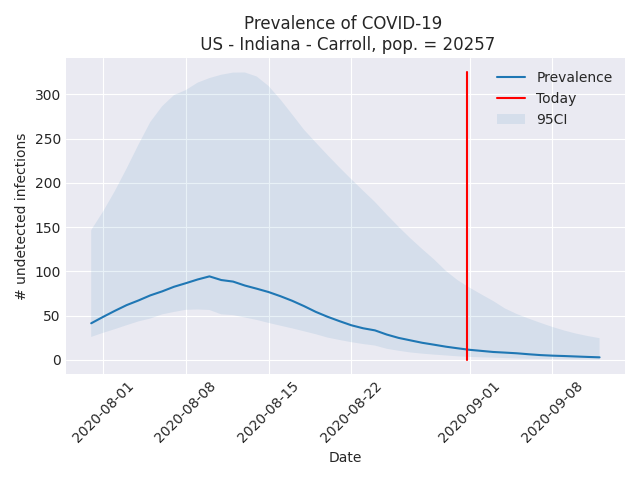 Prevalence of COVID-19
US - Indiana - Carroll, pop. = 20257
Prevalence
Today
95CI
# undetected infections
300
250
200
150
100
50
0
2020-08-01
2020-08-08
2020-08-15
2020-08-22
2020-09-01
2020-09-08
Date